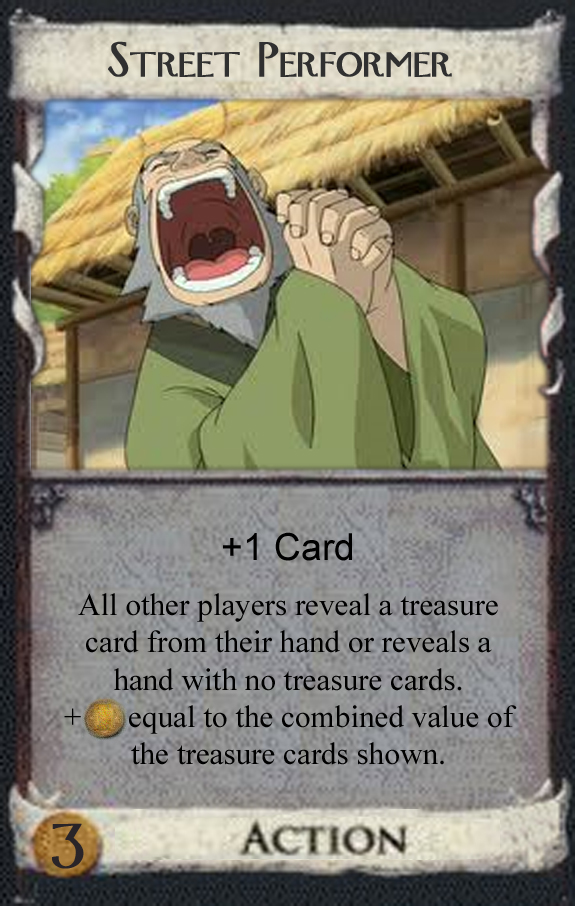 Street Performer
+1 Card
All other players reveal a treasure
card from their hand or reveals a
hand with no treasure cards.
+ equal to the combined value of
the treasure cards shown.
3 Action